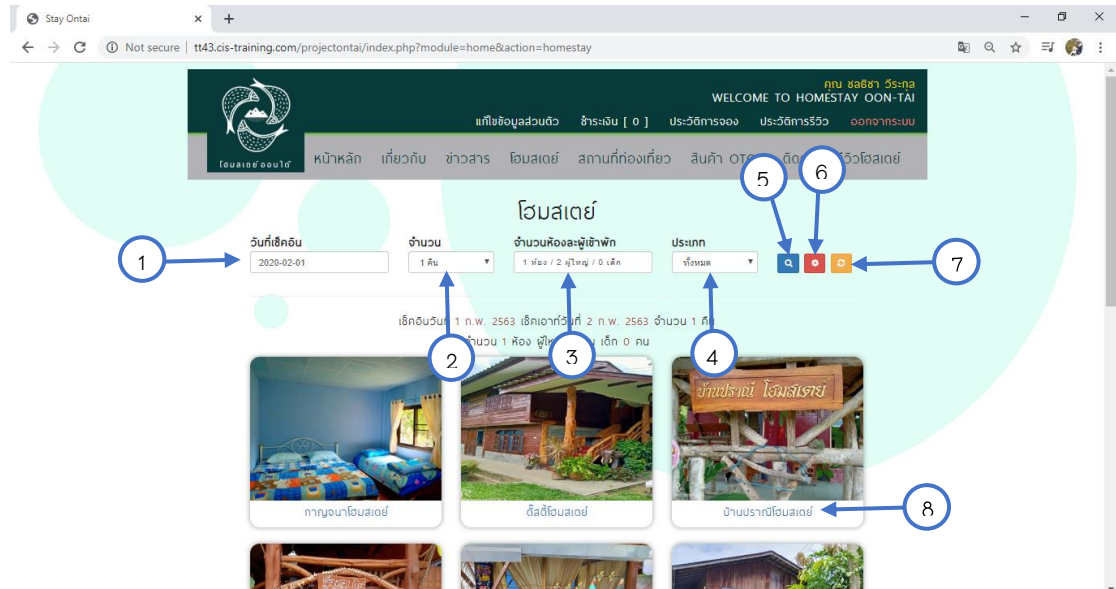 Stay Ontai
Not secure | tt43.cis-training.com/projectontai/index.php?module=home&action=homestay
คุณ ชลธิชา วีระกุล
WELCOME TO HOMESTAY OON-TAI
แก้ไขข้อมูลส่วนตัว ชำระเงิน [ 0 ] ประวัติการจอง ประวัติการรีวิว ออกจากระบบ
โฮมสเตย์ออนใต้
หน้าหลัก เกี่ยวกับ ข่าวสาร โฮมสเตย์ สถานที่ท่องเที่ยว สินค้า
5
6
โฮมสเตย์
วันที่เช็คอิน จำนวน จำนวนห้องละผู้เข้าพัก ประเภท
1
2020-02-01 1 คืน 1 ห้อง / 2 ผู้ใหญ่ / 0 เด็ก ทั้งหมด
7
เช็คอินวันที่ 1 ก.พ. 2563 เช็คเอาท์วันที่ 2 ก.พ. 2563 จำนวน 1
1 ห้อง เด็ก 0 คน
2
3
4
บ้านปราณี โฮมสเตย์
กาญจนาโฮมสเตย์ ติ๊สตี้โฮมสเตย์ บ้านปราณีโฮมสเตย์
8